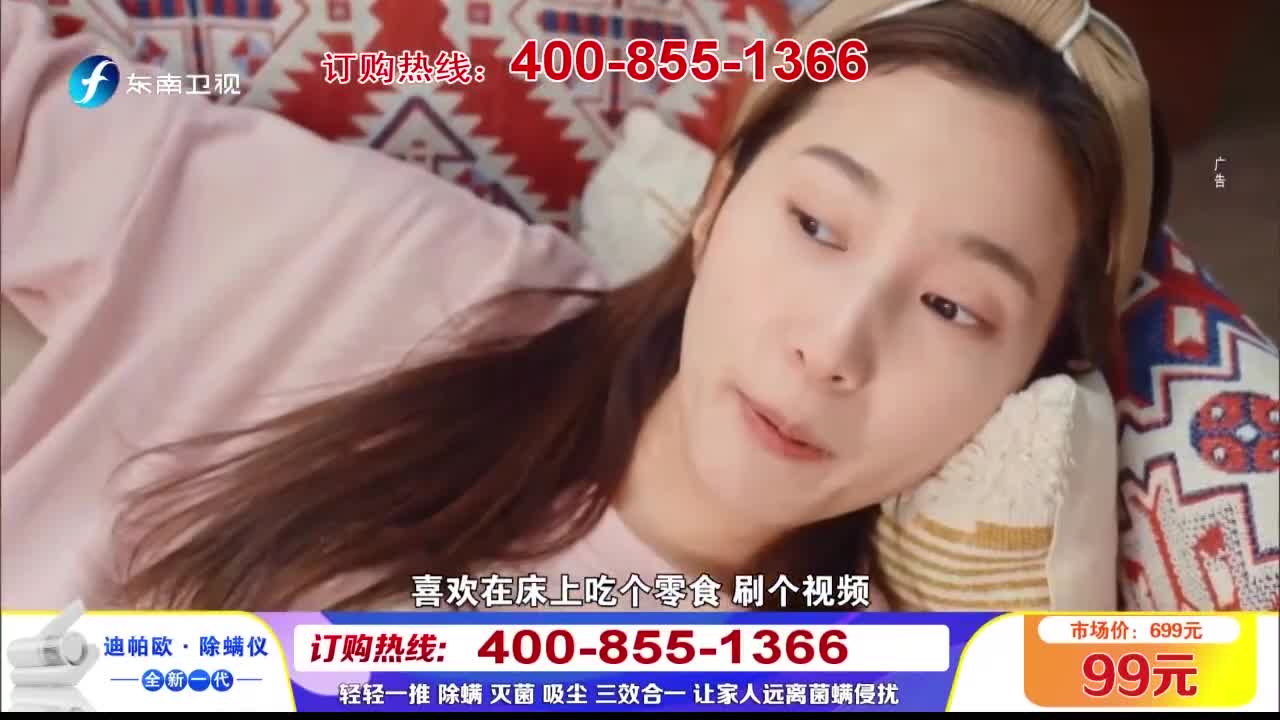 订购热线：400-855-1366
东南卫视
广告
喜欢在床上吃个零食 刷个视频
迪帕欧·除螨仪
全新一代
订购热线: 400-855-1366
轻轻一推 除螨 灭菌 吸尘 三效合一 让家人远离菌螨侵扰
市场价：699元
99元